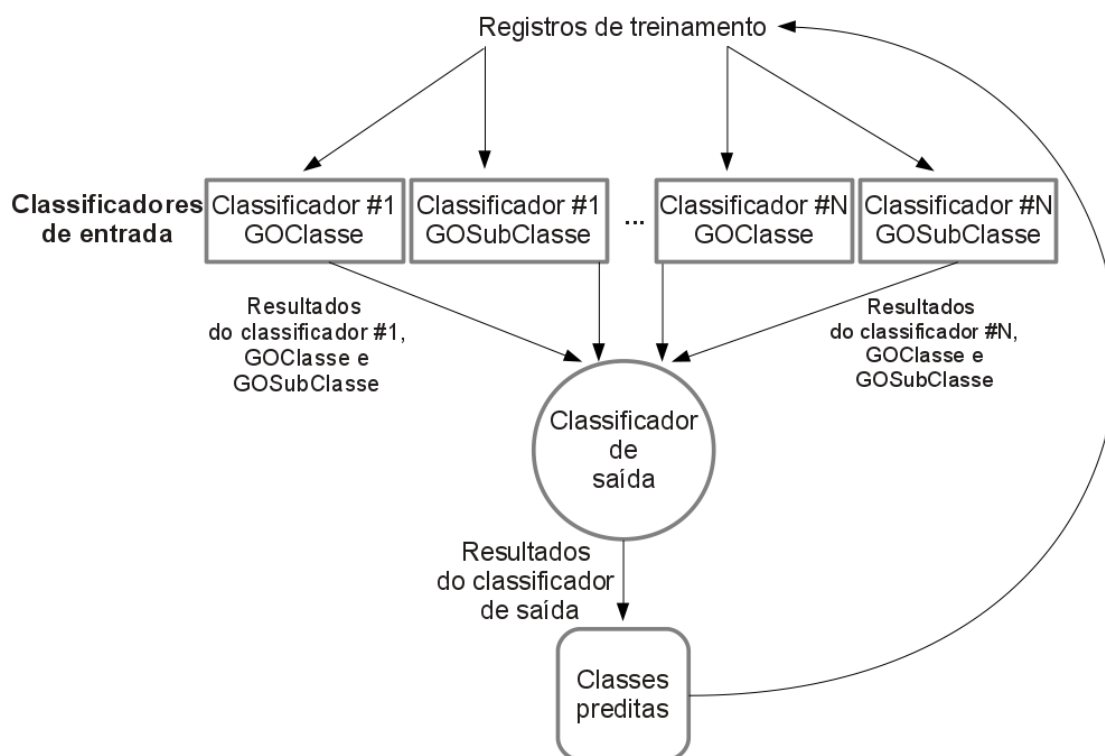 Registros de treinamento
Classificadores
de entrada
Classificador #1
GOClasse
Classificador #1
GOSubClasse
...
Classificador #N
GOClasse
Classificador #N
GOSubClasse
Resultados
do classificador #1,
GOClasse e
GOSubClasse
Resultados
do classificador #N,
GOClasse e
GOSubClasse
Classificador
de
saída
Resultados
do classificador
de saída
Classes
preditas